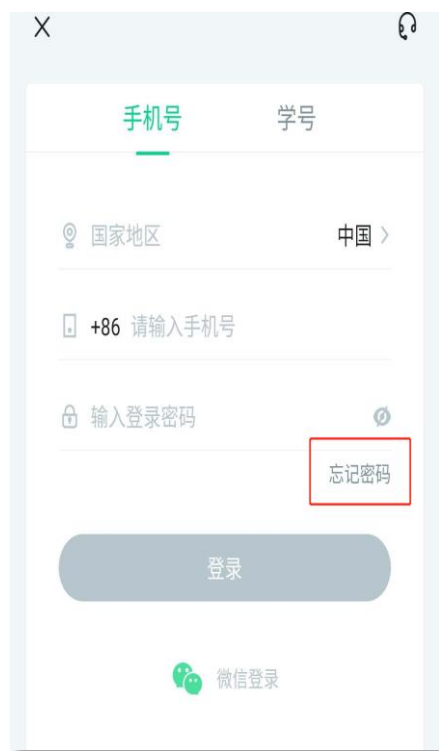 手机号 学号
国家地区 中国
+86 请输入手机号
输入登录密码
忘记密码
登录
微信登录